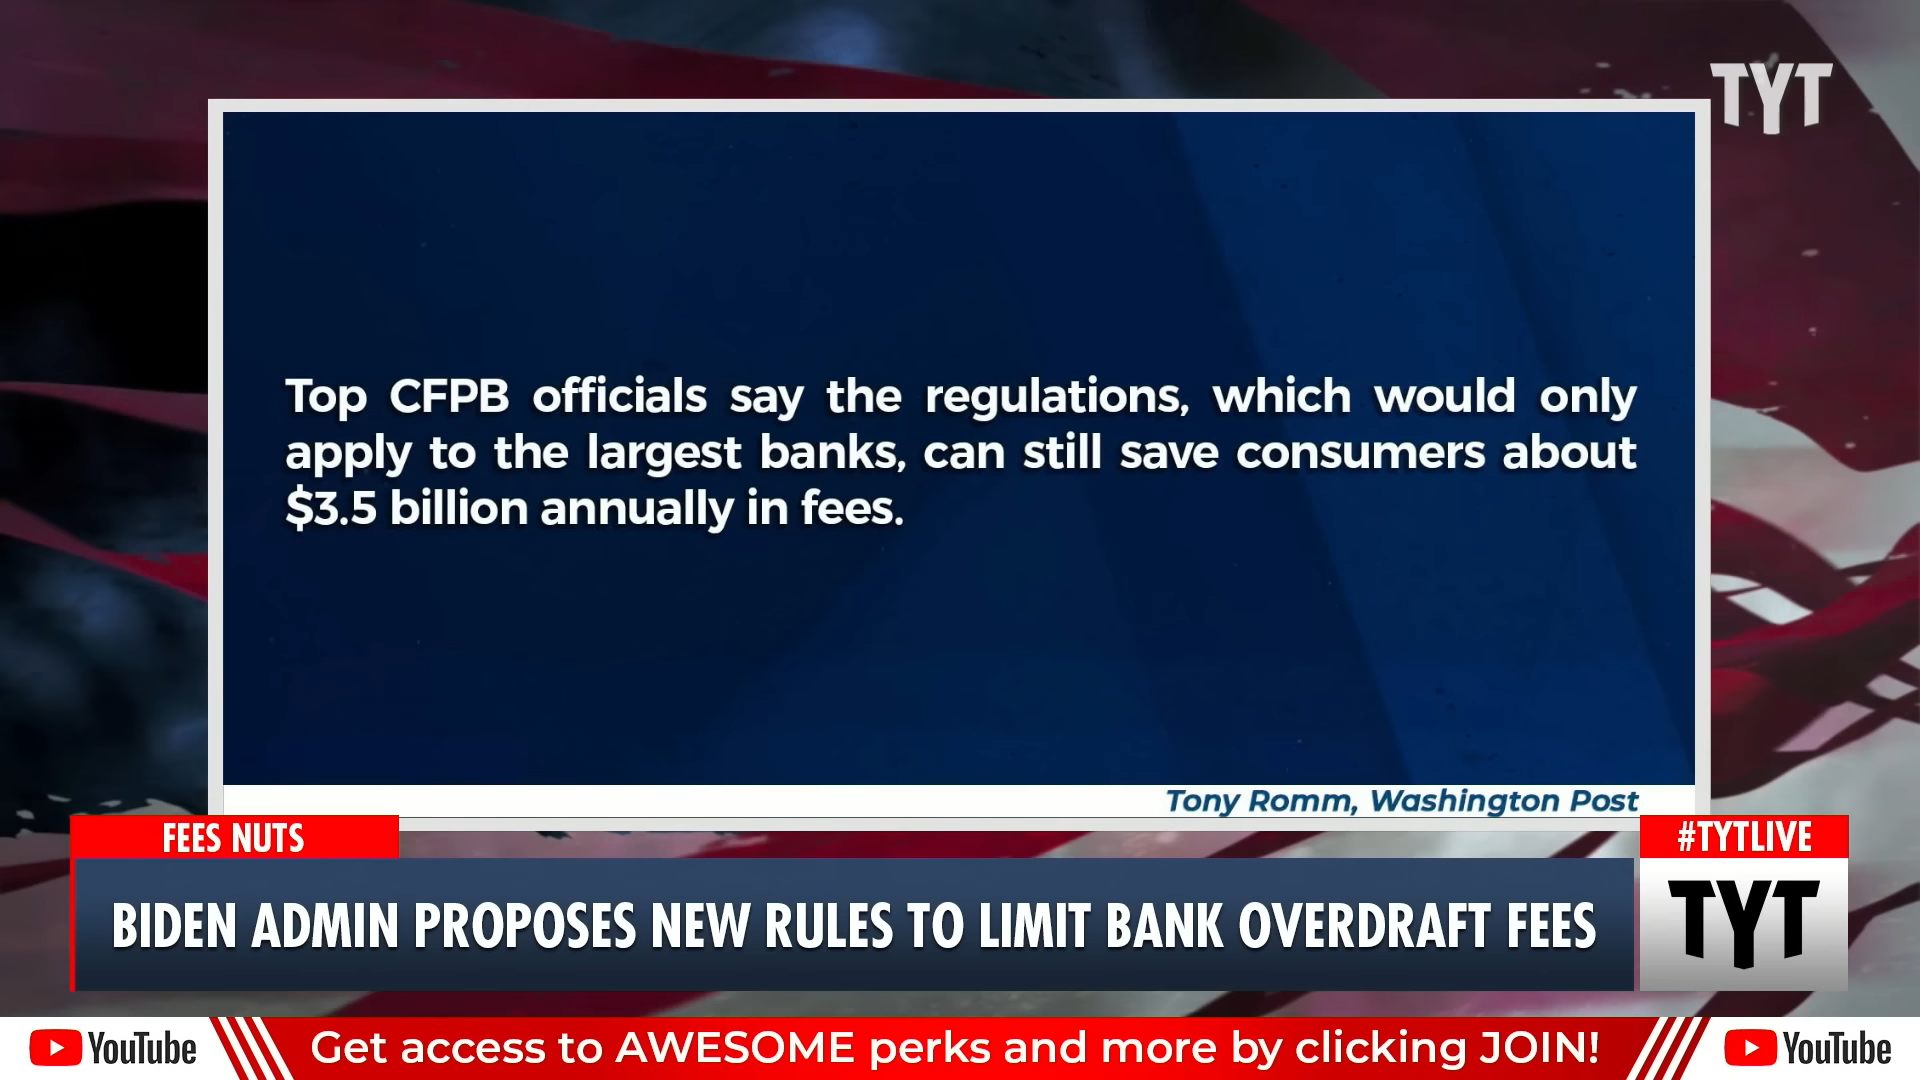 TYT
Top CFPB officials say the regulations, which would only
apply to the largest banks, can still save consumers about
$3.5 billion annually in fees.
Tony Romm, Washington Post
FEES NUTS
#TYTLIVE
BIDEN ADMIN PROPOSES NEW RULES TO LIMIT BANK OVERDRAFT FEES
TYT
YouTube
Get access to AWESOME perks and more by clicking JOIN!
YouTube